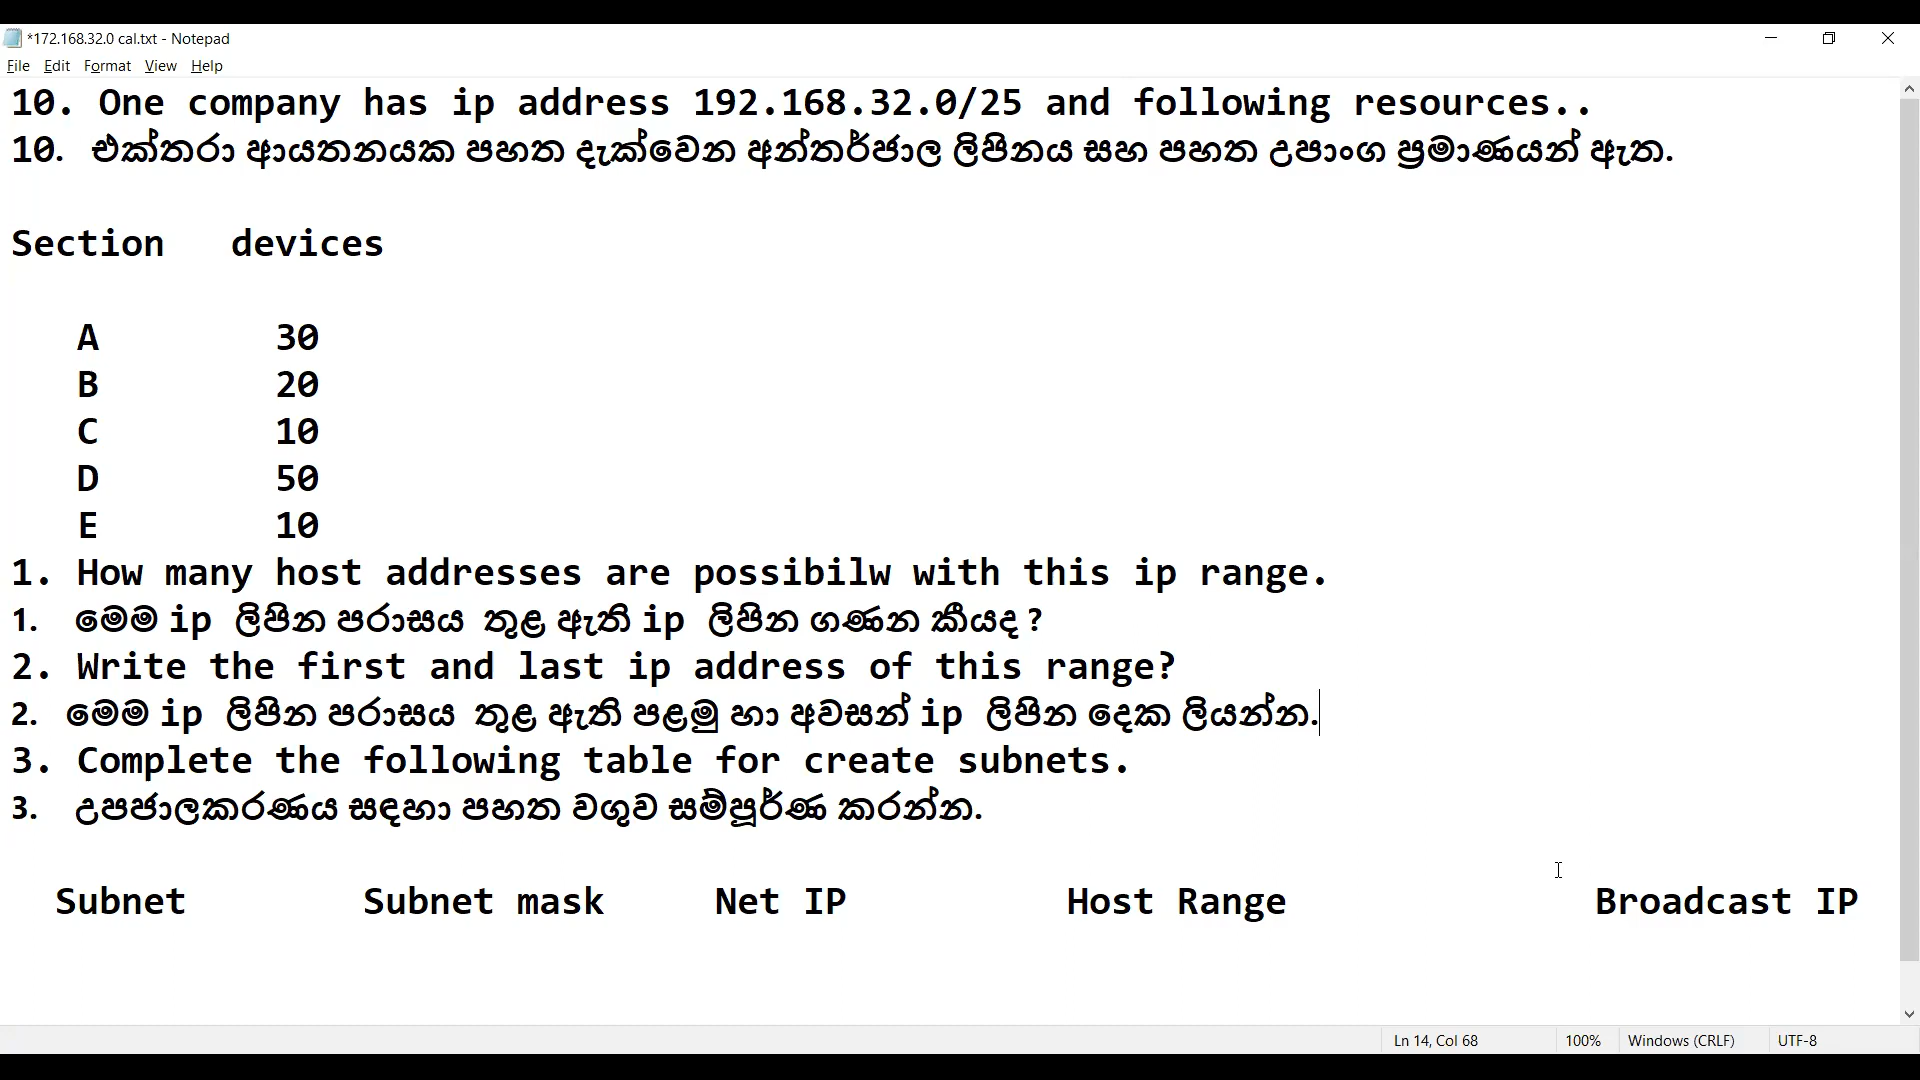 *172.168.32.0 cal.txt - Notepad
File Edit Format View Help
10. One company has ip address 192.168.32.0/25 and following resources..
10. එක්තරා ආයතනයක පහත දැක්වෙන අන්තර්ජාල ලිපිනය සහ පහත උපාංග ප්‍රමාණයන් ඇත.
Section devices
A 30
B 20
C 10
D 50
E 10
1. How many host addresses are possibilw with this ip range.
1. මෙම ip ලිපින පරාසය තුළ ඇති ip ලිපින ගණන කීයද ?
2. Write the first and last ip address of this range?
2. මෙම ip ලිපින පරාසය තුළ ඇති පළමු හා අවසන් ip ලිපින දෙක ලියන්න.
3. Complete the following table for create subnets.
3. උපජාලකරණය සඳහා පහත වගුව සම්පූර්ණ කරන්න.
Subnet Subnet mask Net IP Host Range Broadcast IP
Ln 14, Col 68 100% Windows (CRLF) UTF-8